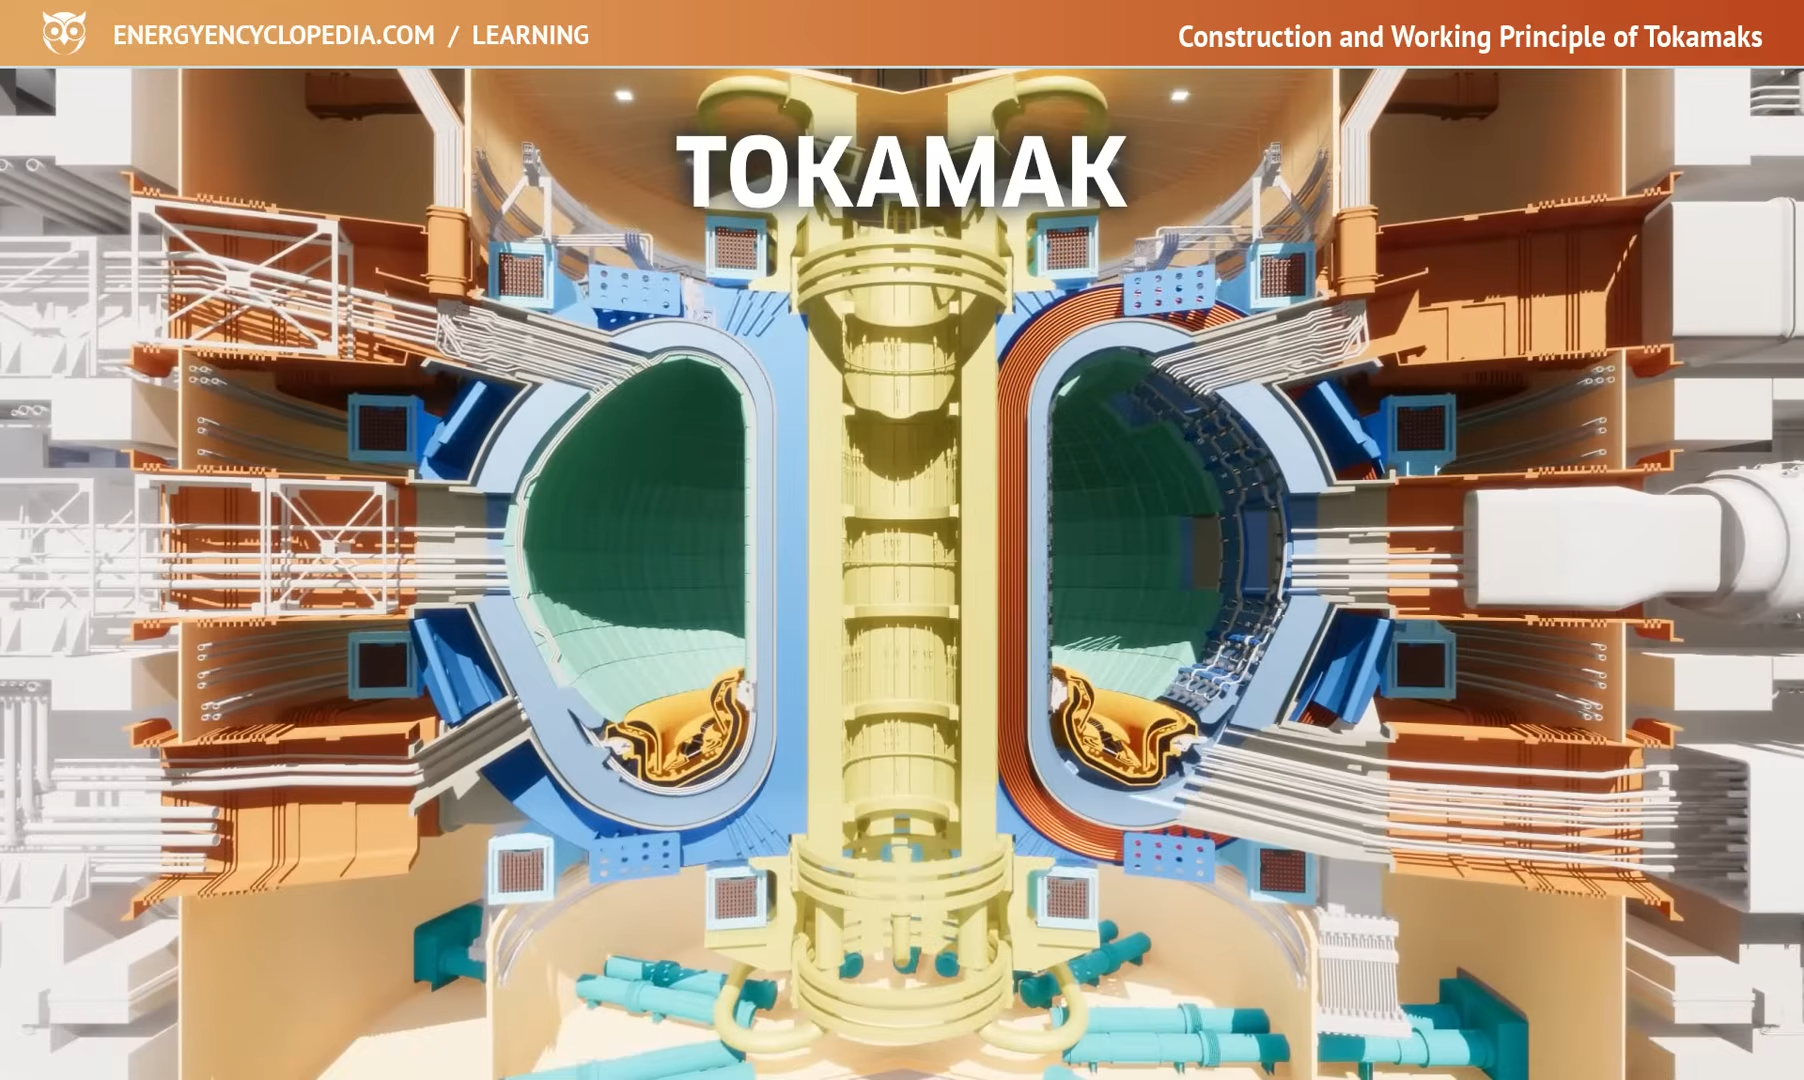 ENERGYENCYCLOPEDIA.COM / LEARNING
Construction and Working Principle of Tokamaks
TOKAMAK